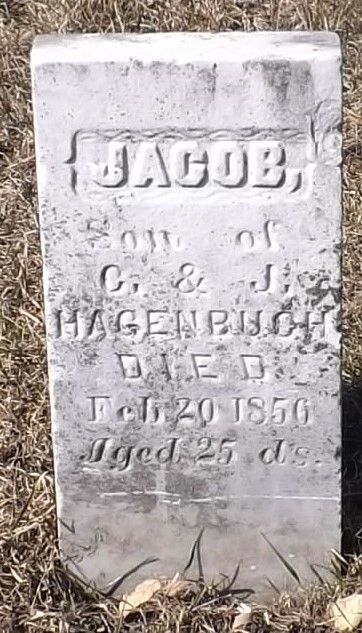 JACOB,
Son of
C. & J.
HAGENBUCH
DIED
Feb 20 1856
Aged 25 ds.